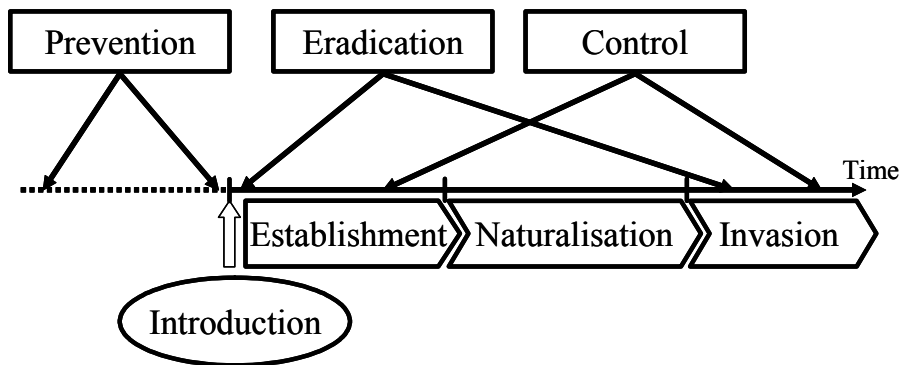 Prevention
Eradication
Control
Time
Establishment
Naturalisation
Invasion
Introduction